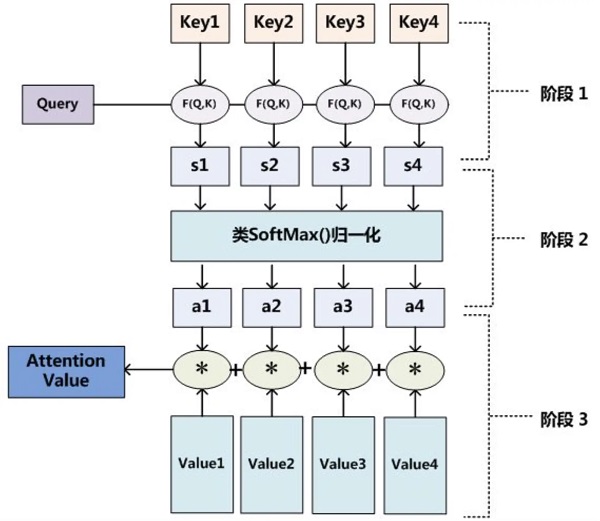 Key1 Key2 Key3 Key4
阶段 1
Query
F(Q,K) F(Q,K) F(Q,K) F(Q,K)
s1 s2 s3 s4
类SoftMax()归一化
阶段 2
a1 a2 a3 a4
Attention
Value
* + * + * + *
阶段 3
Value1 Value2 Value3 Value4